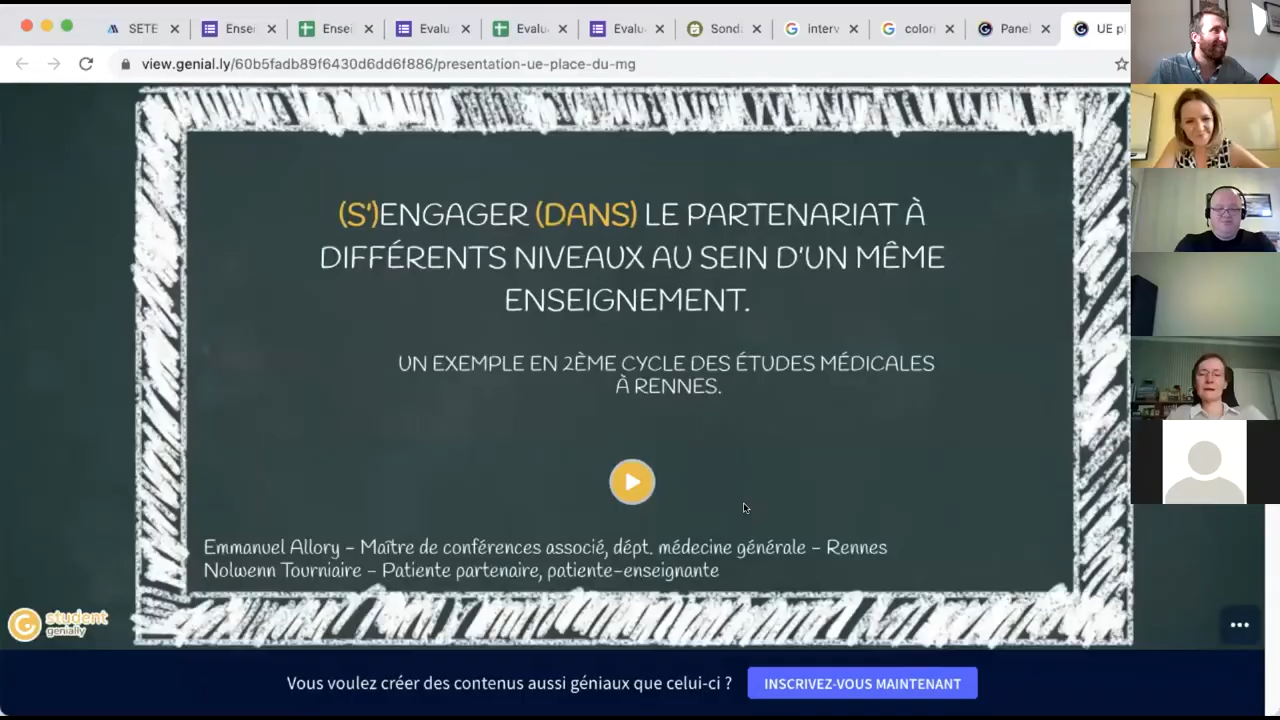 SETE
Ensei
Ensei
Evalu
Evalu
Evalu
Sond
interv
colori
Panel
UE pl
view.genial.ly/60b5fadb89f6430d6dd6f886/presentation-ue-place-du-mg
(S')ENGAGER (DANS) LE PARTENARIAT À
DIFFÉRENTS NIVEAUX AU SEIN D'UN MÊME
ENSEIGNEMENT.
UN EXEMPLE EN 2ÈME CYCLE DES ÉTUDES MÉDICALES
À RENNES.
Emmanuel Allory – Maître de conférences associé, dépt. médecine générale – Rennes
Nolwenn Tourniaire – Patiente partenaire, patiente-enseignante
student
genially
Vous voulez créer des contenus aussi géniaux que celui-ci ?
INSCRIVEZ-VOUS MAINTENANT